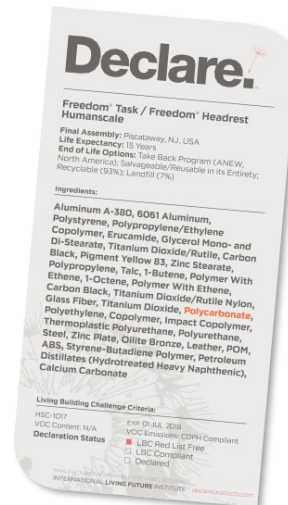 Declare.
Freedom® Task / Freedom® Headrest
Humanscale
Final Assembly: Piscataway, NJ, USA
Life Expectancy: 15 Years
End of Life Options: Take Back Program (ANEW,
North America); Salvageable/Reusable in its Entirety;
Recyclable (93%); Landfill (7%)
Ingredients:
Aluminum A-380, 6061 Aluminum,
Polystyrene, Polypropylene/Ethylene
Copolymer, Erucamide, Glycerol Mono- and
Di-Stearate, Titanium Dioxide/Rutile, Carbon
Black, Pigment Yellow 83, Zinc Stearate,
Polypropylene, Talc, 1-Butene, Polymer With
Ethene, 1-Octene, Polymer With Ethene,
Carbon Black, Titanium Dioxide/Rutile Nylon,
Glass Fiber, Titanium Dioxide, Polycarbonate,
Polyethylene, Copolymer, Impact Copolymer,
Thermoplastic Polyurethane, Polyurethane,
Steel, Zinc Plate, Oilite Bronze, Leather, POM,
ABS, Styrene-Butadiene Polymer, Petroleum
Distillates (Hydrotreated Heavy Naphthenic),
Calcium Carbonate
Living Building Challenge Criteria:
HSC-1017 EXP. 01 JUL 2018
VOC Content: N/A VOC Emissions: CDPH Compliant
Declaration Status LBC Red List Free
LBC Compliant
Declared
INTERNATIONAL LIVING FUTURE INSTITUTE declareproducts.com